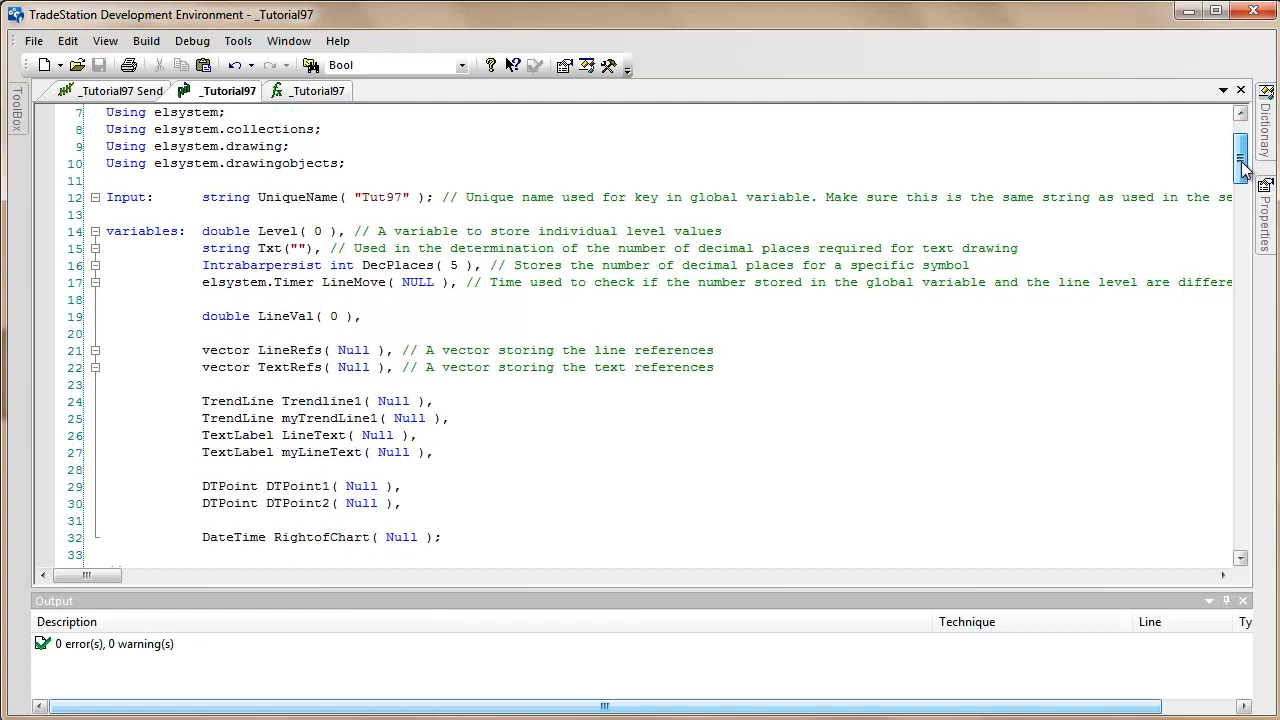 TradeStation Development Environment - _Tutorial97
File Edit View Build Debug Tools Window Help
Bool
_Tutorial97 Send _Tutorial97 _Tutorial97
ToolBox
Dictionary
Properties
7 Using elsystem;
8 Using elsystem.collections;
9 Using elsystem.drawing;
10 Using elsystem.drawingobjects;
11
12 Input: string UniqueName( "Tut97" ); // Unique name used for key in global variable. Make sure this is the same string as used in the se
13
14 variables: double Level( 0 ), // A variable to store individual level values
15 string Txt(""), // Used in the determination of the number of decimal places required for text drawing
16 Intrabarpersist int DecPlaces( 5 ), // Stores the number of decimal places for a specific symbol
17 elsystem.Timer LineMove( NULL ), // Time used to check if the number stored in the global variable and the line level are differe
18
19 double LineVal( 0 ),
20
21 vector LineRefs( Null ), // A vector storing the line references
22 vector TextRefs( Null ), // A vector storing the text references
23
24 TrendLine Trendline1( Null ),
25 TrendLine myTrendLine1( Null ),
26 TextLabel LineText( Null ),
27 TextLabel myLineText( Null ),
28
29 DTPoint DTPoint1( Null ),
30 DTPoint DTPoint2( Null ),
31
32 DateTime RightofChart( Null );
33
Output
Description Technique Line Ty
0 error(s), 0 warning(s)